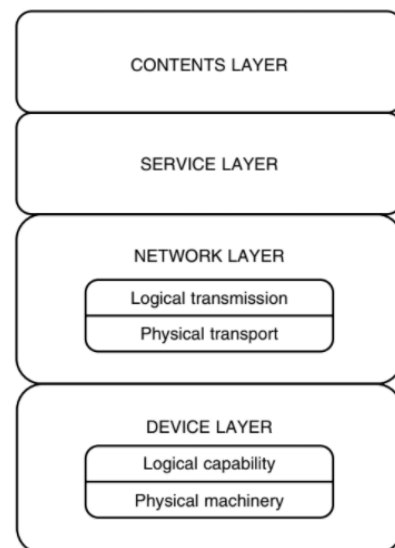 CONTENTS LAYER
SERVICE LAYER
NETWORK LAYER
Logical transmission
Physical transport
DEVICE LAYER
Logical capability
Physical machinery